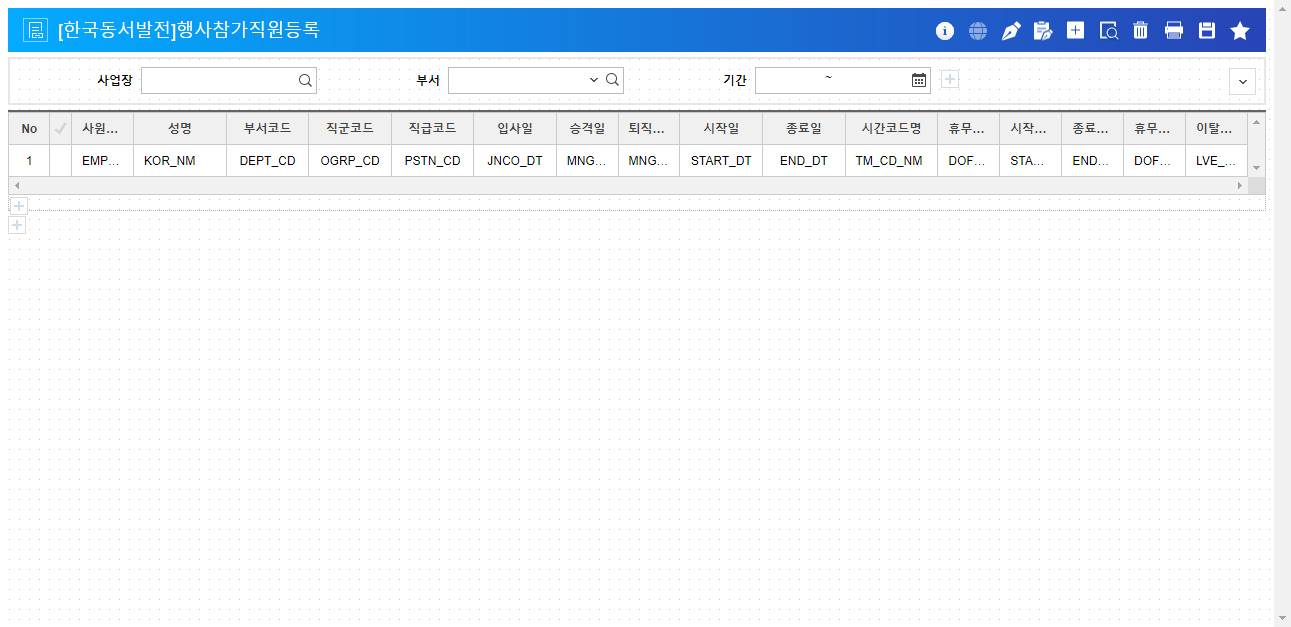 [한국동서발전]행사참가직원등록
사업장 부서 기간 ~
No 사원... 성명 부서코드 직군코드 직급코드 입사일 승격일 퇴직... 시작일 종료일 시간코드명 휴무... 시작... 종료... 휴무... 이탈...
1 EMP... KOR_NM DEPT_CD OGRP_CD PSTN_CD JNCO_DT MNG... MNG... START_DT END_DT TM_CD_NM DOF... STA... END... DOF... LVE_...